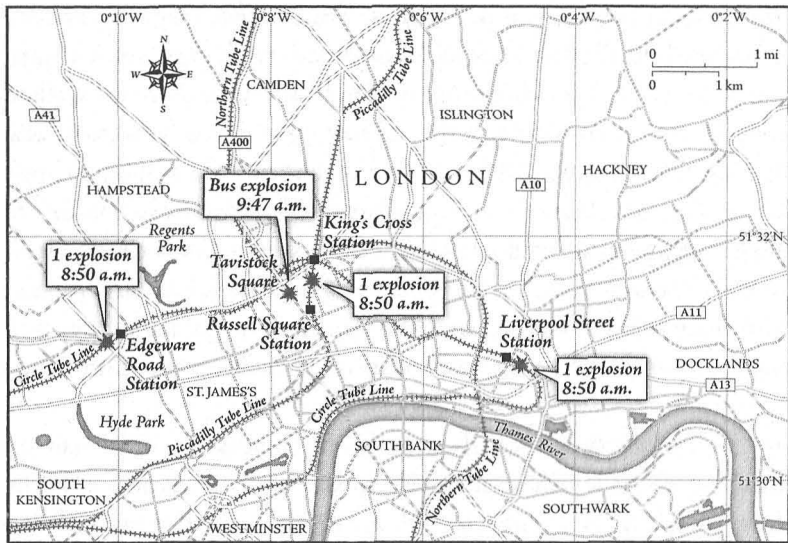 0°10'W
0°8'W
0°6'W
0°4'W
0°2'W
N
W
E
S
0
1 mi
0
1 km
Northern Tube Line
CAMDEN
Piccadilly Tube Line
ISLINGTON
A41
A400
A10
HACKNEY
HAMPSTEAD
Bus explosion
9:47 a.m.
LONDON
Regents
Park
King's Cross
Station
51°32'N
1 explosion
8:50 a.m.
Tavistock
Square
1 explosion
8:50 a.m.
Russell Square
Station
Liverpool Street
Station
A11
Circle Tube Line
Edgeware
Road
Station
DOCKLANDS
1 explosion
8:50 a.m.
A13
ST. JAMES'S
Circle Tube Line
Hyde Park
Piccadilly Tube Line
Thames River
SOUTH BANK
SOUTH
KENSINGTON
51°30'N
Northern Tube Line
SOUTHWARK
WESTMINSTER